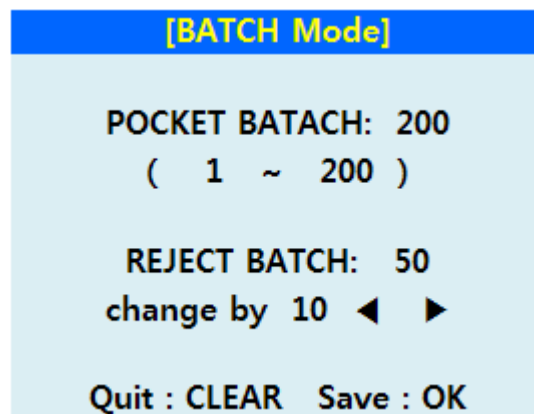 [BATCH Mode]
POCKET BATACH: 200
( 1 ~ 200 )
REJECT BATCH: 50
change by 10 ◀ ▶
Quit : CLEAR Save : OK